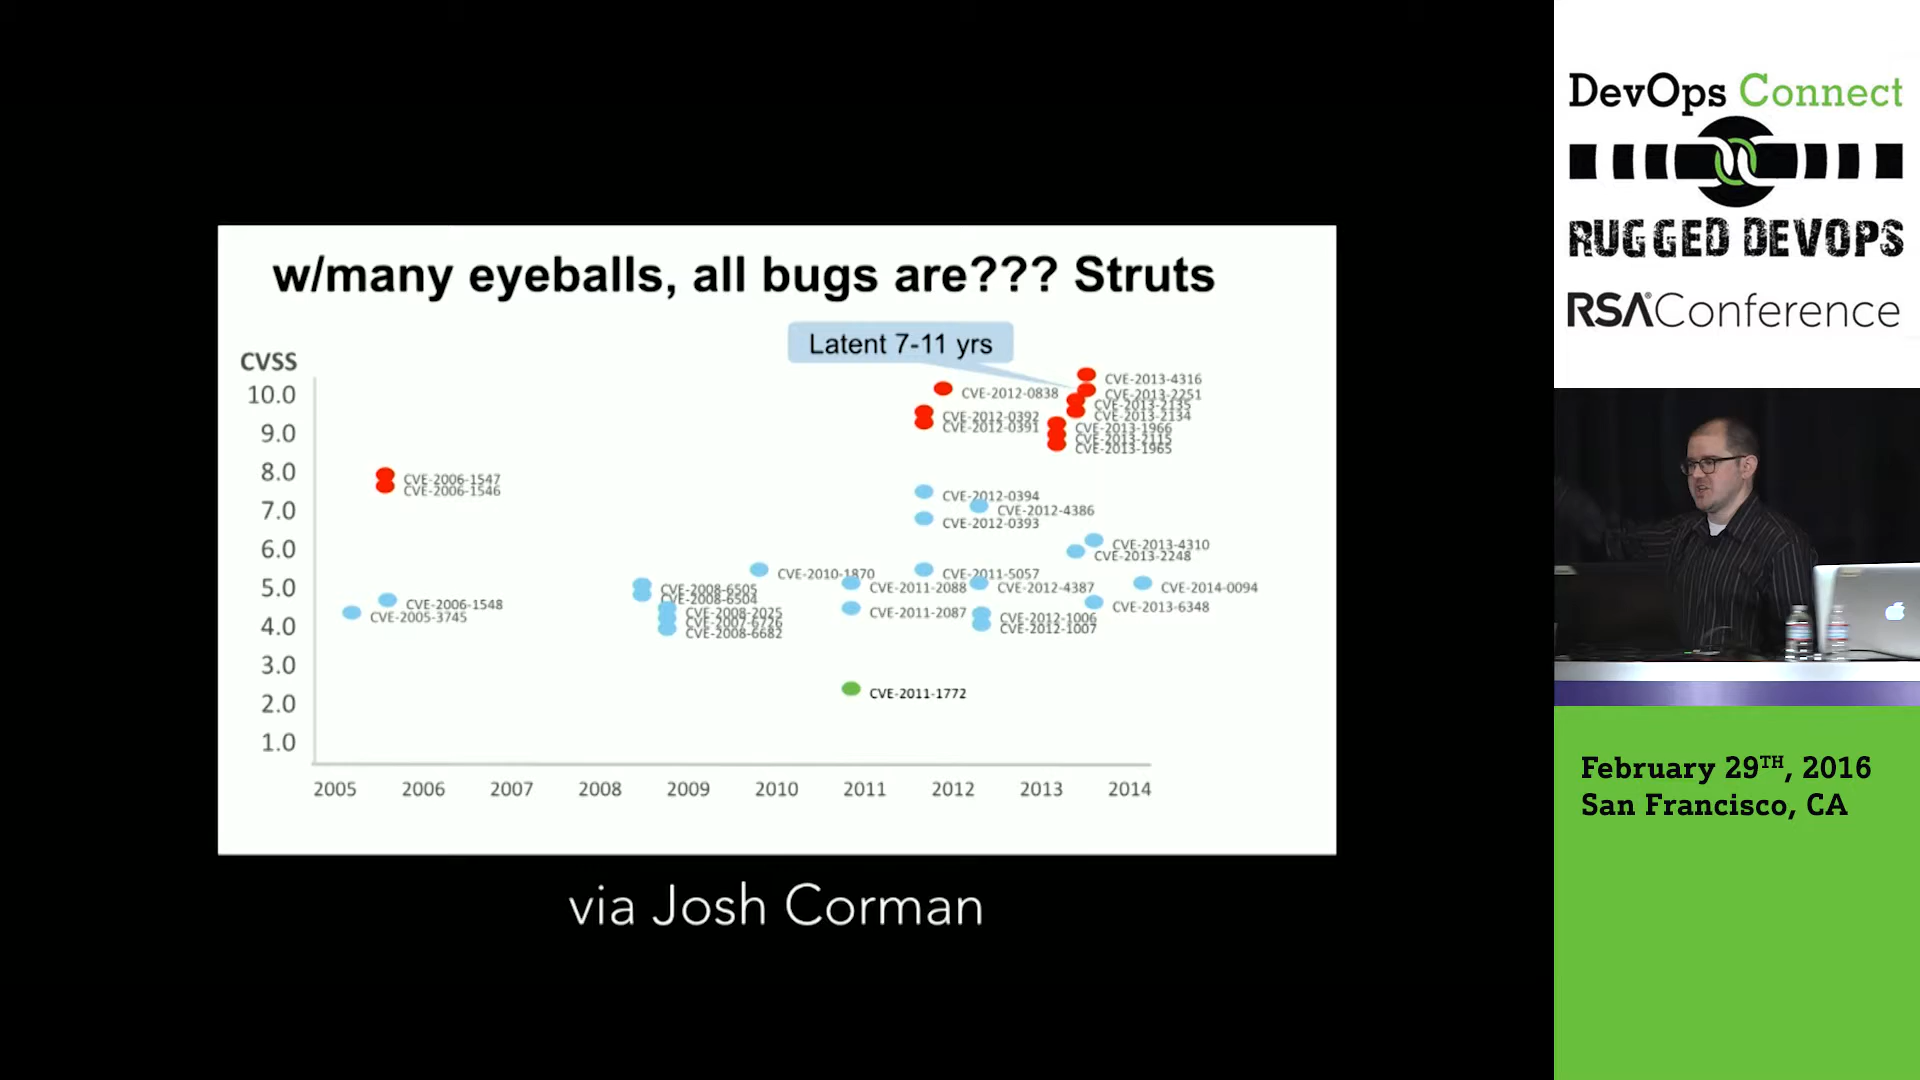 w/many eyeballs, all bugs are??? Struts
Latent 7-11 yrs
CVSS
10.0
9.0
8.0
7.0
6.0
5.0
4.0
3.0
2.0
1.0
CVE-2006-1547
CVE-2006-1546
CVE-2006-1548
CVE-2005-3745
CVE-2008-6505
CVE-2008-6504
CVE-2008-2025
CVE-2007-6726
CVE-2008-6682
CVE-2010-1870
CVE-2011-2088
CVE-2011-2087
CVE-2011-1772
CVE-2012-0838
CVE-2012-0392
CVE-2012-0391
CVE-2012-0394
CVE-2012-4386
CVE-2012-0393
CVE-2011-5057
CVE-2012-4387
CVE-2012-1006
CVE-2012-1007
CVE-2013-4316
CVE-2013-2251
CVE-2013-2135
CVE-2013-2134
CVE-2013-1966
CVE-2013-2115
CVE-2013-1965
CVE-2013-4310
CVE-2013-2248
CVE-2014-0094
CVE-2013-6348
2005 2006 2007 2008 2009 2010 2011 2012 2013 2014
via Josh Corman
DevOps Connect
RUGGED DEVOPS
RSA Conference
February 29TH, 2016
San Francisco, CA